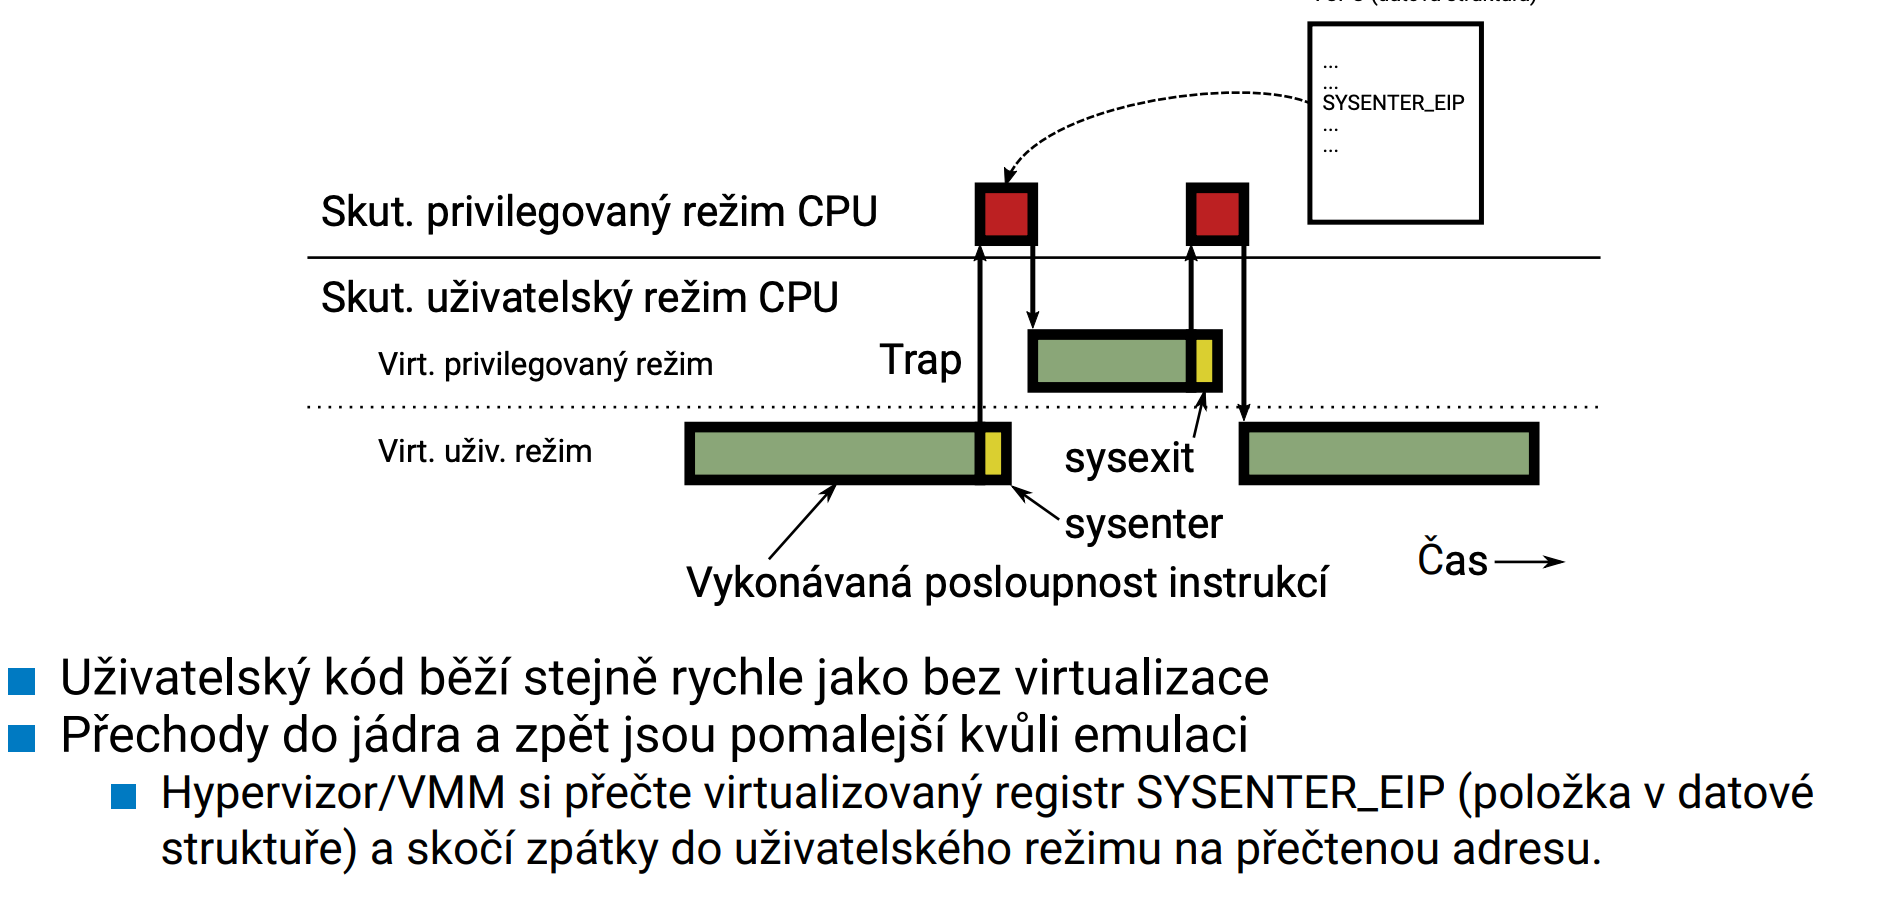 (datová struktura)
...
...
SYSENTER_EIP
...
...
Skut. privilegovaný režim CPU
Skut. uživatelský režim CPU
Virt. privilegovaný režim
Trap
Virt. uživ. režim
sysexit
sysenter
Vykonávaná posloupnost instrukcí
Čas
Uživatelský kód běží stejně rychle jako bez virtualizace
Přechody do jádra a zpět jsou pomalejší kvůli emulaci
Hypervizor/VMM si přečte virtualizovaný registr SYSENTER_EIP (položka v datové
struktuře) a skočí zpátky do uživatelského režimu na přečtenou adresu.